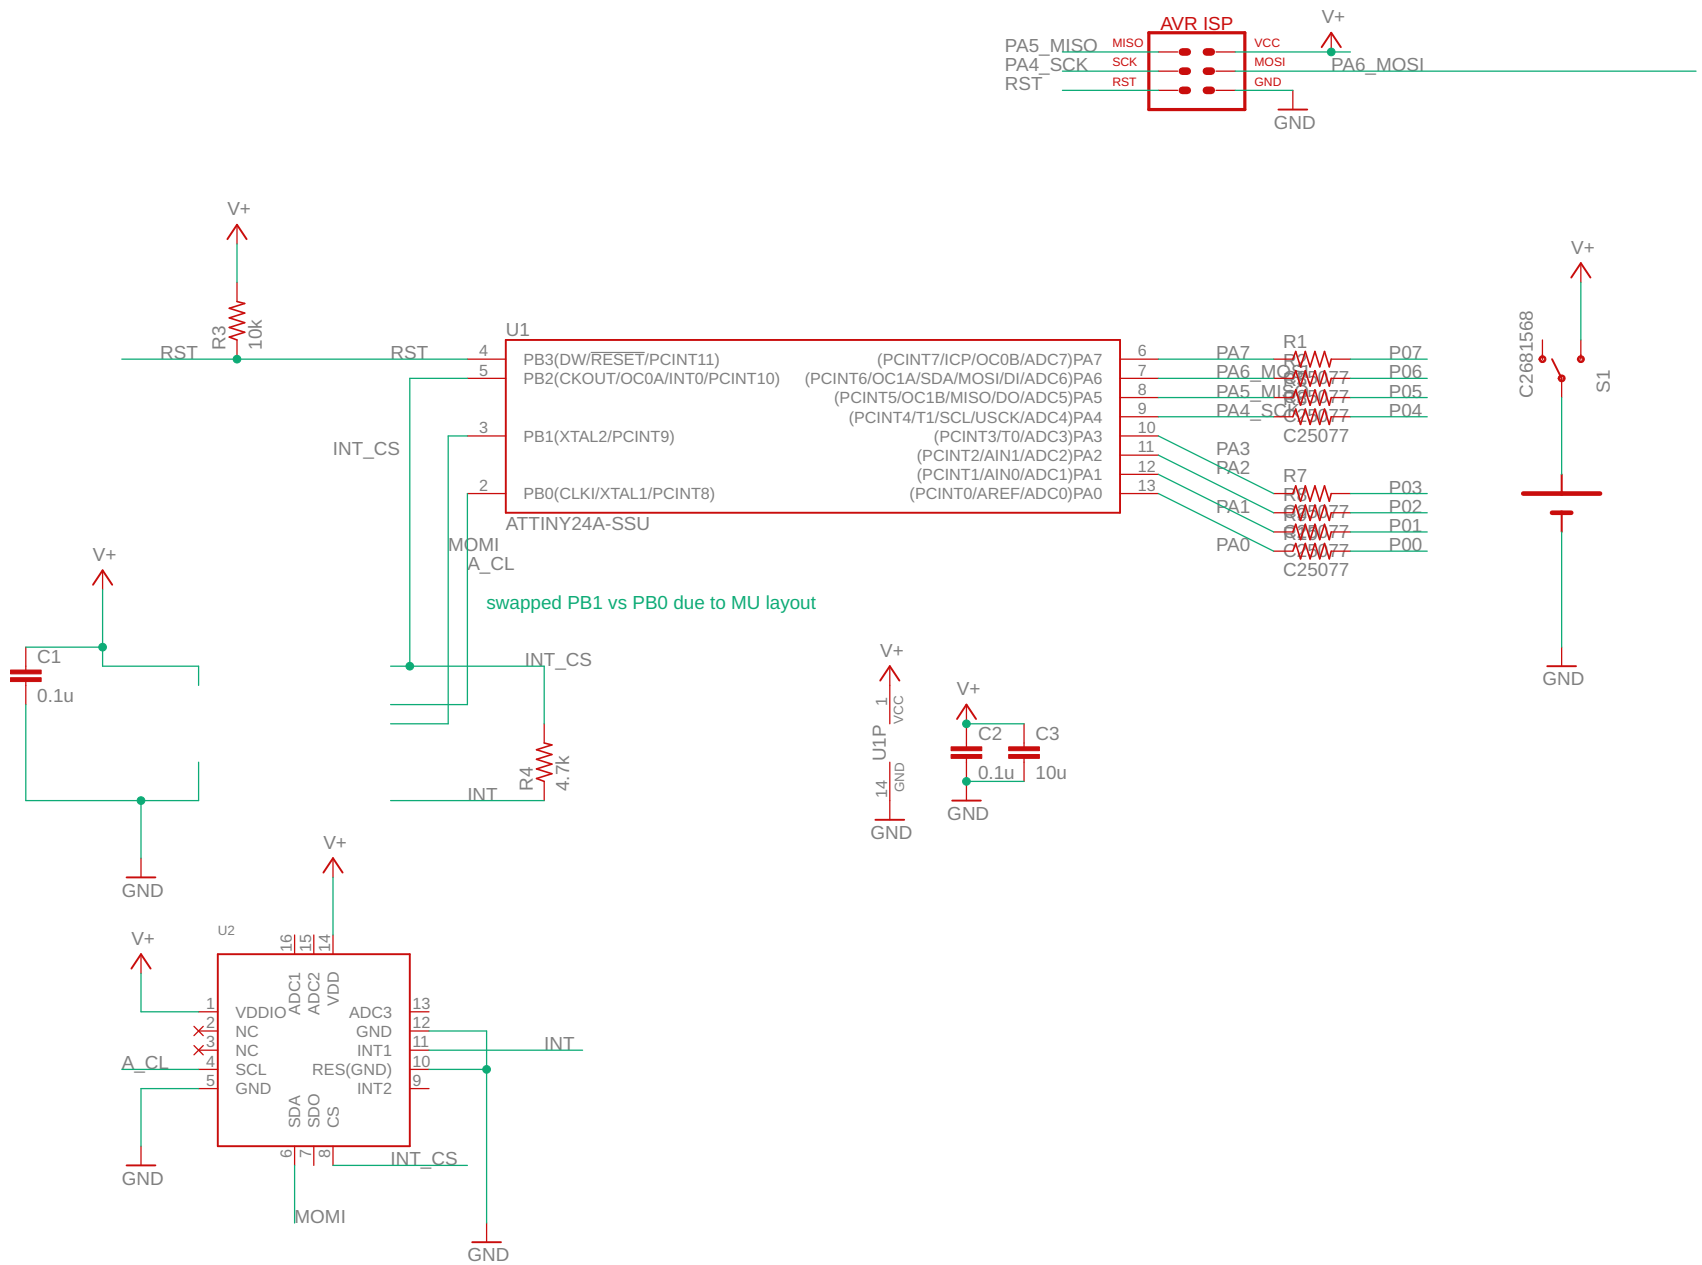 AVR ISP
V+
PA5_MISO
MISO
VCC
PA4_SCK
SCK
MOSI
PA6_MOSI
RST
RST
GND
GND
V+
R3
10k
RST
RST
V+
C2681568
S1
GND
U1
4
PB3(DW/RESET/PCINT11)
5
PB2(CKOUT/OC0A/INT0/PCINT10)
3
PB1(XTAL2/PCINT9)
2
PB0(CLKI/XTAL1/PCINT8)
(PCINT7/ICP/OC0B/ADC7)PA7
6
(PCINT6/OC1A/SDA/MOSI/DI/ADC6)PA6
7
(PCINT5/OC1B/MISO/DO/ADC5)PA5
8
(PCINT4/T1/SCL/USCK/ADC4)PA4
9
(PCINT3/T0/ADC3)PA3
10
(PCINT2/AIN1/ADC2)PA2
11
(PCINT1/AIN0/ADC1)PA1
12
(PCINT0/AREF/ADC0)PA0
13
ATTINY24A-SSU
R1
PA7
P07
PA6_MOSI
P06
PA5_MISO
P05
PA4_SCK
P04
C25077
PA3
PA2
R7
P03
PA1
P02
P01
PA0
P00
C25077
C25077
INT_CS
MOMI
A_CL
swapped PB1 vs PB0 due to MU layout
V+
C1
0.1u
GND
INT_CS
R4
4.7k
INT
V+
1
VCC
U1P
14
GND
GND
V+
C2
C3
0.1u
10u
GND
V+
V+
U2
16
15
14
ADC1
ADC2
VDD
1
VDDIO
2
NC
3
NC
A_CL
4
SCL
5
GND
ADC3
13
GND
12
INT1
11
INT
RES(GND)
10
INT2
9
SDA
SDO
CS
6
7
8
INT_CS
GND
MOMI
GND